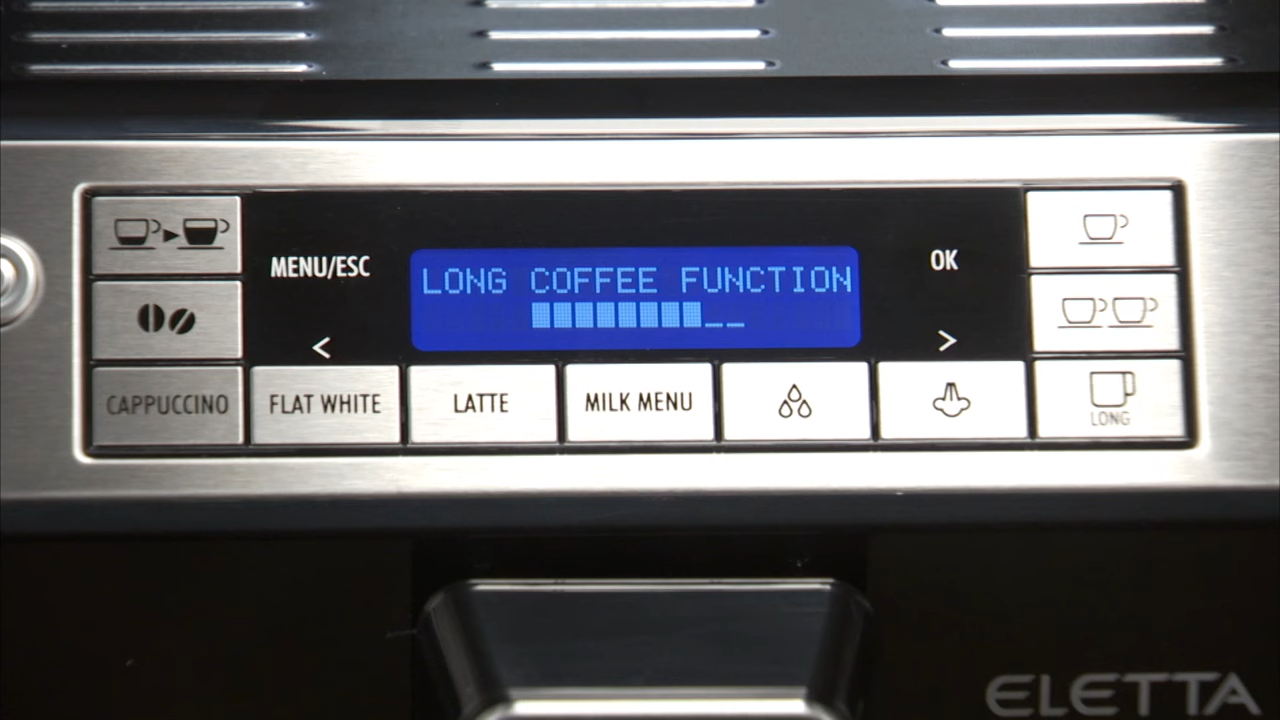 MENU/ESC
LONG COFFEE FUNCTION
OK
<
>
CAPPUCCINO
FLAT WHITE
LATTE
MILK MENU
LONG
ELETTA